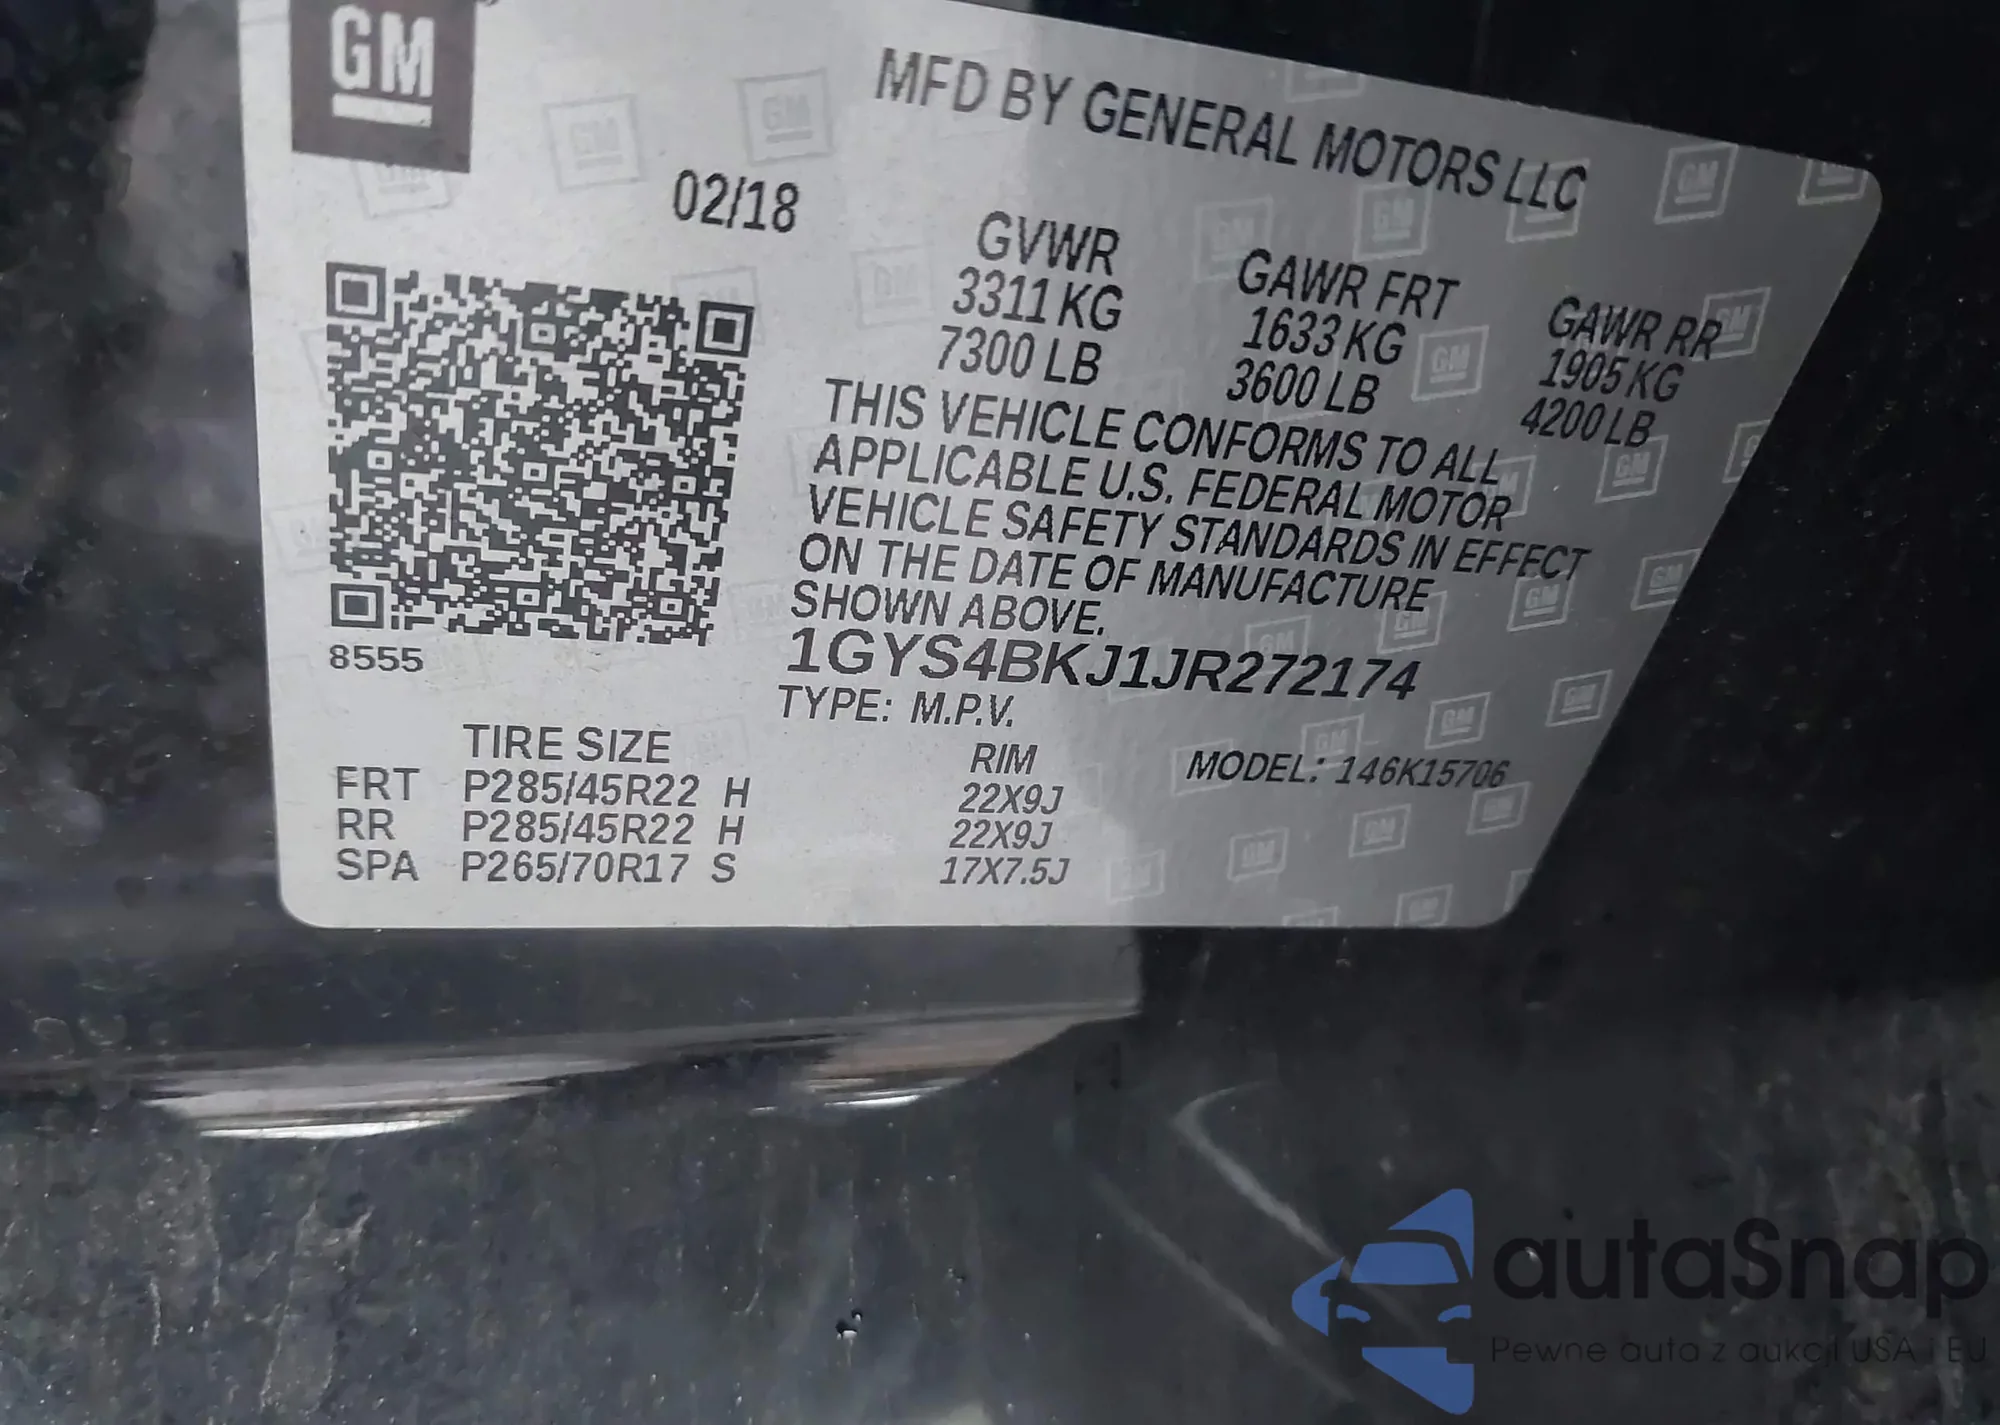 GM
MFD BY GENERAL MOTORS LLC
02/18
GVWR GAWR FRT GAWR RR
3311 KG 1633 KG 1905 KG
7300 LB 3600 LB 4200 LB
THIS VEHICLE CONFORMS TO ALL
APPLICABLE U.S. FEDERAL MOTOR
VEHICLE SAFETY STANDARDS IN EFFECT
ON THE DATE OF MANUFACTURE
SHOWN ABOVE.
1GYS4BKJ1JR272174
8555
TYPE: M.P.V.
TIRE SIZE RIM MODEL: 146K15706
FRT P285/45R22 H 22X9J
RR P285/45R22 H 22X9J
SPA P265/70R17 S 17X7.5J
autaSnap
Pewne auta z aukcji USA i EU